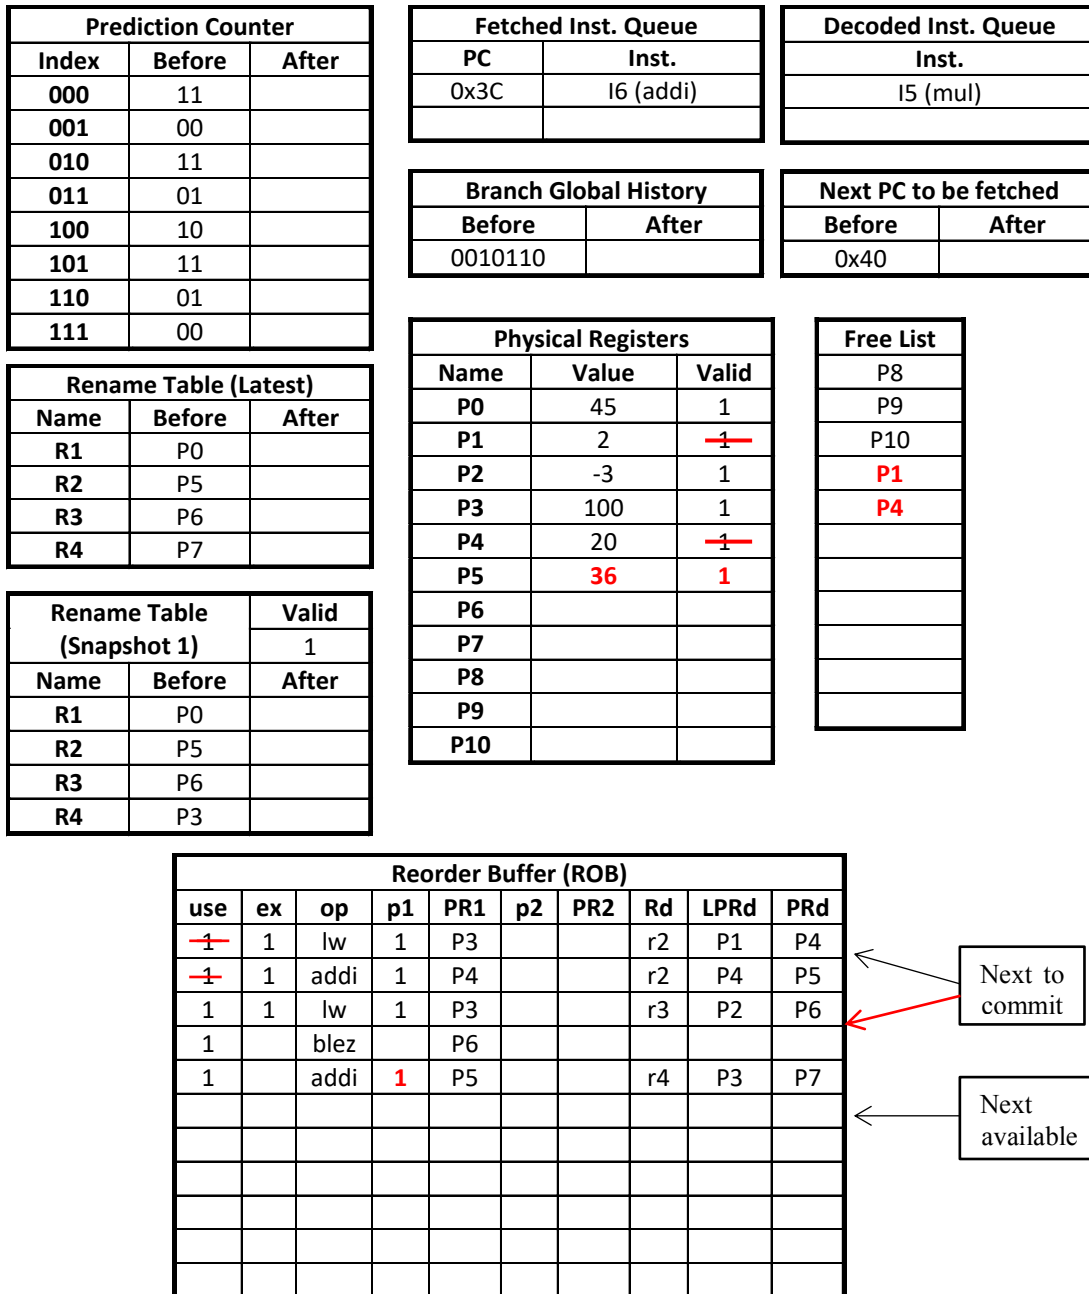 Prediction Counter
Index Before After
000 11
001 00
010 11
011 01
100 10
101 11
110 01
111 00
Fetched Inst. Queue
PC Inst.
0x3C I6 (addi)
Decoded Inst. Queue
Inst.
I5 (mul)
Branch Global History
Before After
0010110
Next PC to be fetched
Before After
0x40
Rename Table (Latest)
Name Before After
R1 P0
R2 P5
R3 P6
R4 P7
Rename Table Valid
(Snapshot 1) 1
Name Before After
R1 P0
R2 P5
R3 P6
R4 P3
Physical Registers
Name Value Valid
P0 45 1
P1 2 1
P2 -3 1
P3 100 1
P4 20 1
P5 36 1
P6
P7
P8
P9
P10
Free List
P8
P9
P10
P1
P4
Reorder Buffer (ROB)
use ex op p1 PR1 p2 PR2 Rd LPRd PRd
1 1 lw 1 P3 r2 P1 P4
1 1 addi 1 P4 r2 P4 P5
1 1 lw 1 P3 r3 P2 P6
1 blez P6
1 addi 1 P5 r4 P3 P7
Next to
commit
Next
available